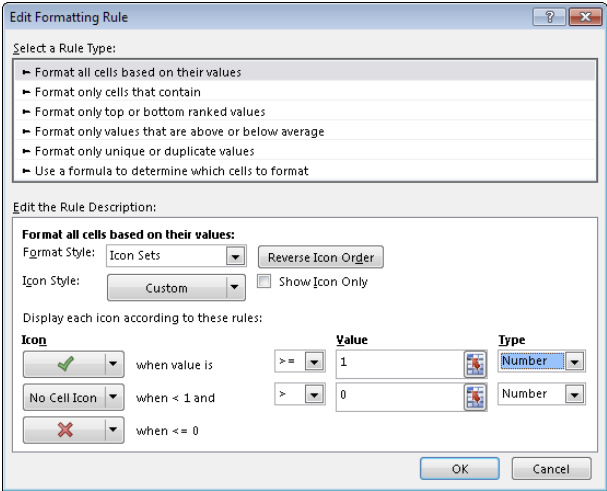 Edit Formatting Rule
Select a Rule Type:
► Format all cells based on their values
► Format only cells that contain
► Format only top or bottom ranked values
► Format only values that are above or below average
► Format only unique or duplicate values
► Use a formula to determine which cells to format
Edit the Rule Description:
Format all cells based on their values:
Format Style: Icon Sets Reverse Icon Order
Icon Style: Custom Show Icon Only
Display each icon according to these rules:
Icon Value Type
when value is >= 1 Number
No Cell Icon when < 1 and > 0 Number
when <= 0
OK Cancel